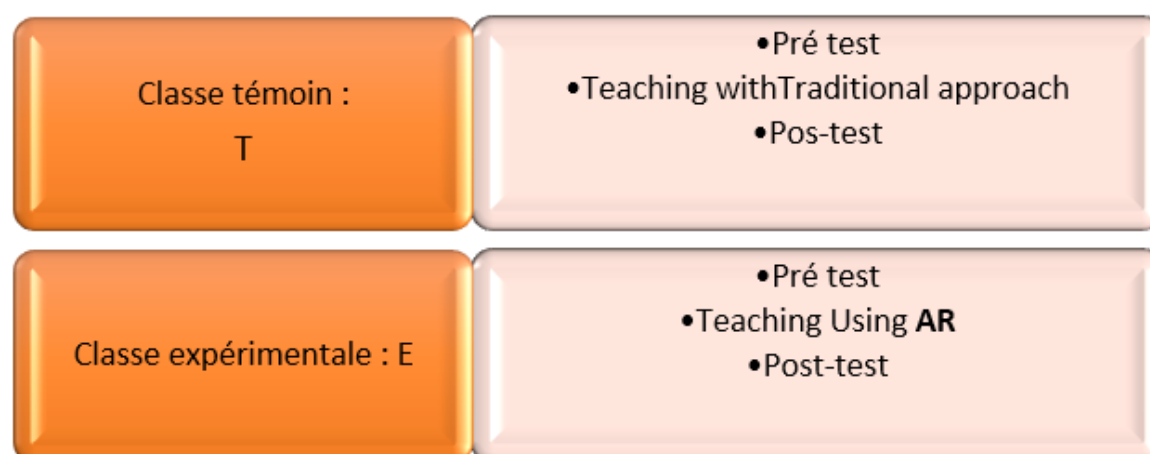 Classe témoin :
T
•Pré test
•Teaching withTraditional approach
•Pos-test
Classe expérimentale : E
•Pré test
•Teaching Using AR
•Post-test